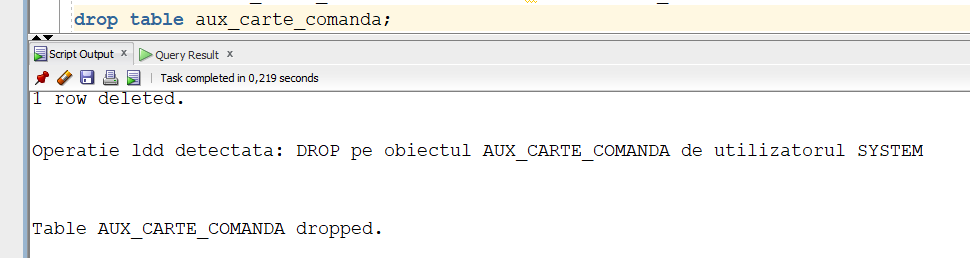 drop table aux_carte_comanda;
Script Output x Query Result x
Task completed in 0,219 seconds
1 row deleted.
Operatie ldd detectata: DROP pe obiectul AUX_CARTE_COMANDA de utilizatorul SYSTEM
Table AUX_CARTE_COMANDA dropped.